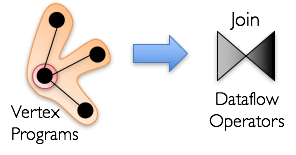 Join
Vertex
Programs
Dataflow
Operators